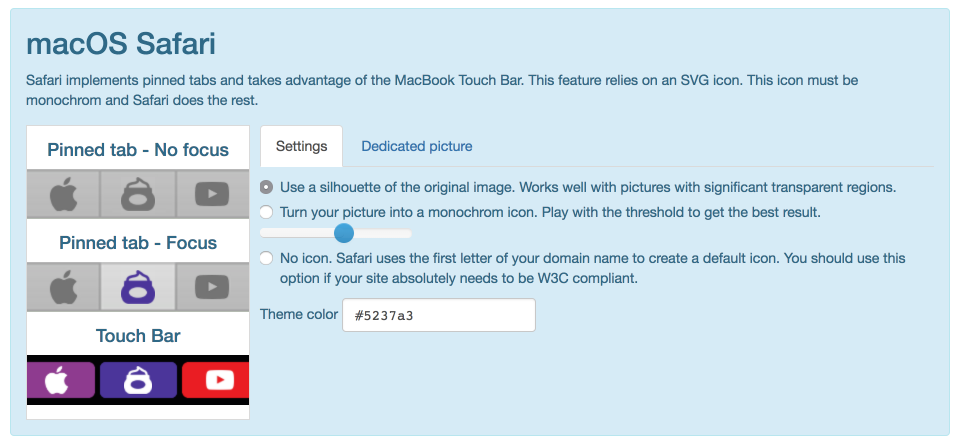 macOS Safari
Safari implements pinned tabs and takes advantage of the MacBook Touch Bar. This feature relies on an SVG icon. This icon must be
monochrom and Safari does the rest.
Pinned tab - No focus
Pinned tab - Focus
Touch Bar
Settings
Dedicated picture
Use a silhouette of the original image. Works well with pictures with significant transparent regions.
Turn your picture into a monochrom icon. Play with the threshold to get the best result.
No icon. Safari uses the first letter of your domain name to create a default icon. You should use this
option if your site absolutely needs to be W3C compliant.
Theme color #5237a3